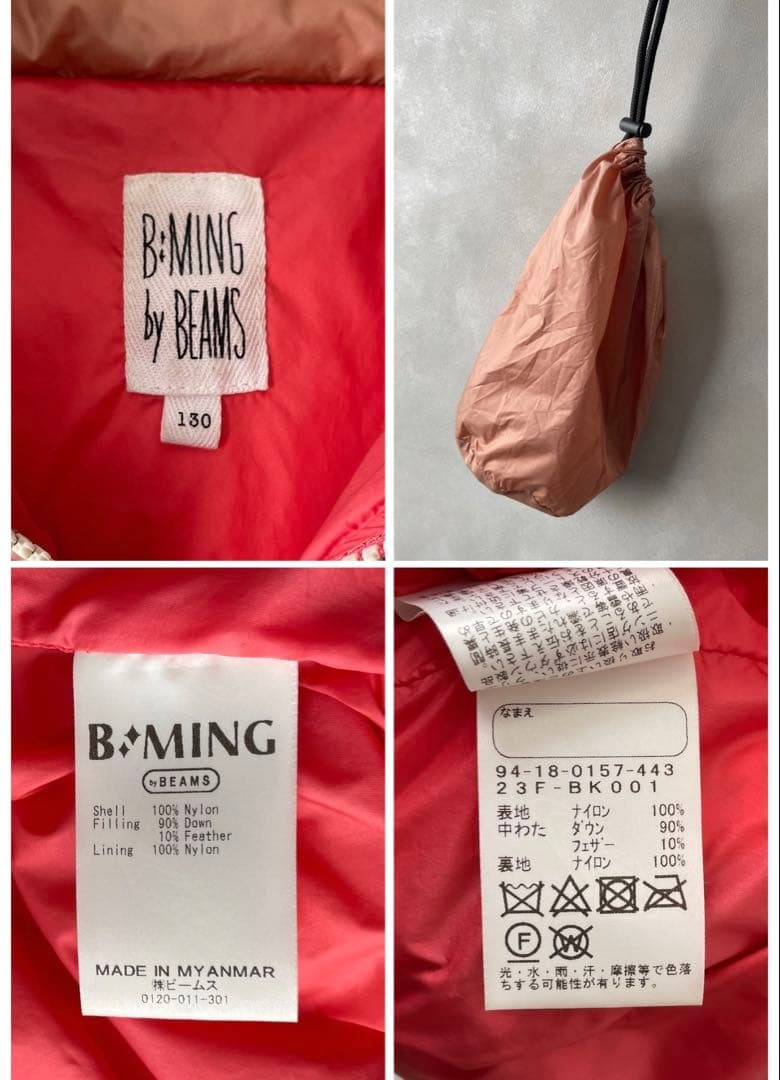 B:MING
by BEAMS
130
B:MING
by BEAMS
Shell 100% Nylon
Filling 90% Down
10% Feather
Lining 100% Nylon
MADE IN MYANMAR
㈱ビームス
0120-011-301
なまえ
94-18-0157-443
23F-BK001
表地 ナイロン 100%
中わた ダウン 90%
フェザー 10%
裏地 ナイロン 100%
F
W
光・水・雨・汗・摩擦等で色落
ちする可能性が有ります。